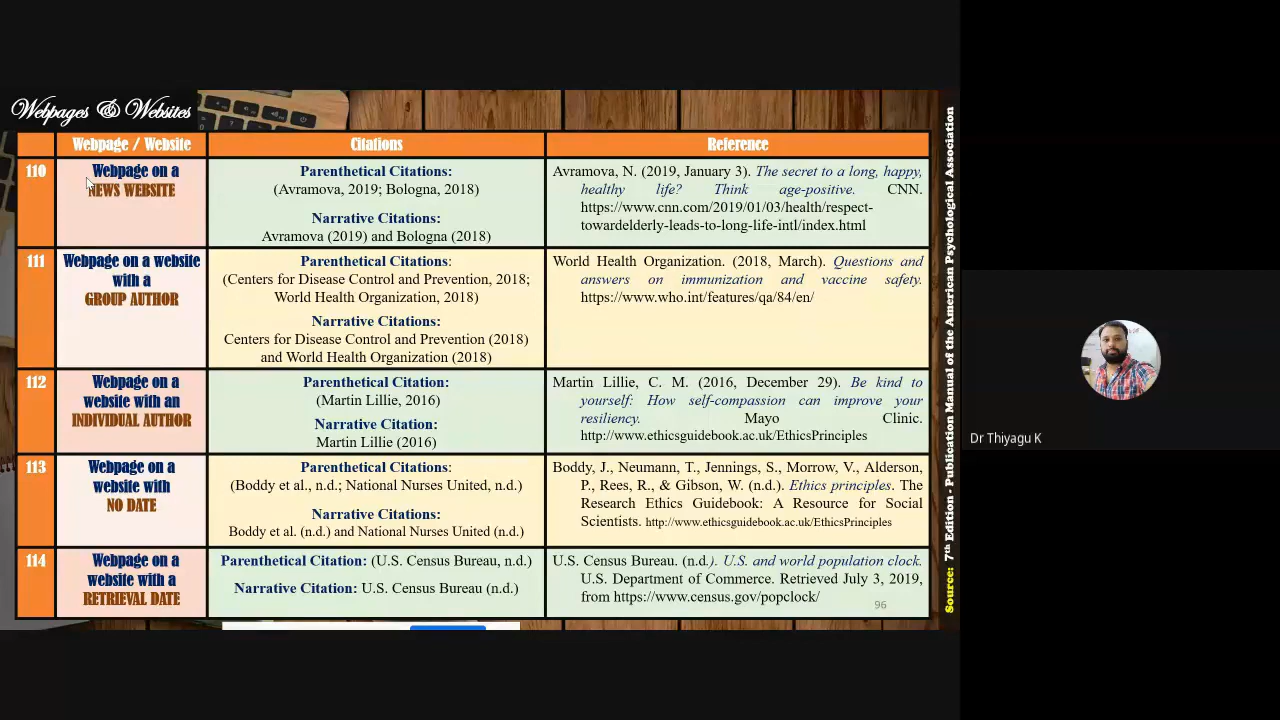 Webpages & Websites
Webpage / Website
Citations
Reference
110
Webpage on a
NEWS WEBSITE
Parenthetical Citations:
(Avramova, 2019; Bologna, 2018)
Narrative Citations:
Avramova (2019) and Bologna (2018)
Avramova, N. (2019, January 3). The secret to a long, happy,
healthy life? Think age-positive. CNN.
https://www.cnn.com/2019/01/03/health/respect-
towardelderly-leads-to-long-life-intl/index.html
111
Webpage on a website
with a
GROUP AUTHOR
Parenthetical Citations:
(Centers for Disease Control and Prevention, 2018;
World Health Organization, 2018)
Narrative Citations:
Centers for Disease Control and Prevention (2018)
and World Health Organization (2018)
World Health Organization. (2018, March). Questions and
answers on immunization and vaccine safety.
https://www.who.int/features/qa/84/en/
112
Webpage on a
website with an
INDIVIDUAL AUTHOR
Parenthetical Citation:
(Martin Lillie, 2016)
Narrative Citation:
Martin Lillie (2016)
Martin Lillie, C. M. (2016, December 29). Be kind to
yourself: How self-compassion can improve your
resiliency. Mayo Clinic.
http://www.ethicsguidebook.ac.uk/EthicsPrinciples
113
Webpage on a
website with
NO DATE
Parenthetical Citations:
(Boddy et al., n.d.; National Nurses United, n.d.)
Narrative Citations:
Boddy et al. (n.d.) and National Nurses United (n.d.)
Boddy, J., Neumann, T., Jennings, S., Morrow, V., Alderson,
P., Rees, R., & Gibson, W. (n.d.). Ethics principles. The
Research Ethics Guidebook: A Resource for Social
Scientists. http://www.ethicsguidebook.ac.uk/EthicsPrinciples
114
Webpage on a
website with a
RETRIEVAL DATE
Parenthetical Citation: (U.S. Census Bureau, n.d.)
Narrative Citation: U.S. Census Bureau (n.d.)
U.S. Census Bureau. (n.d.). U.S. and world population clock.
U.S. Department of Commerce. Retrieved July 3, 2019,
from https://www.census.gov/popclock/
96
Source: 7th Edition - Publication Manual of the American Psychological Association
Dr Thiyagu K